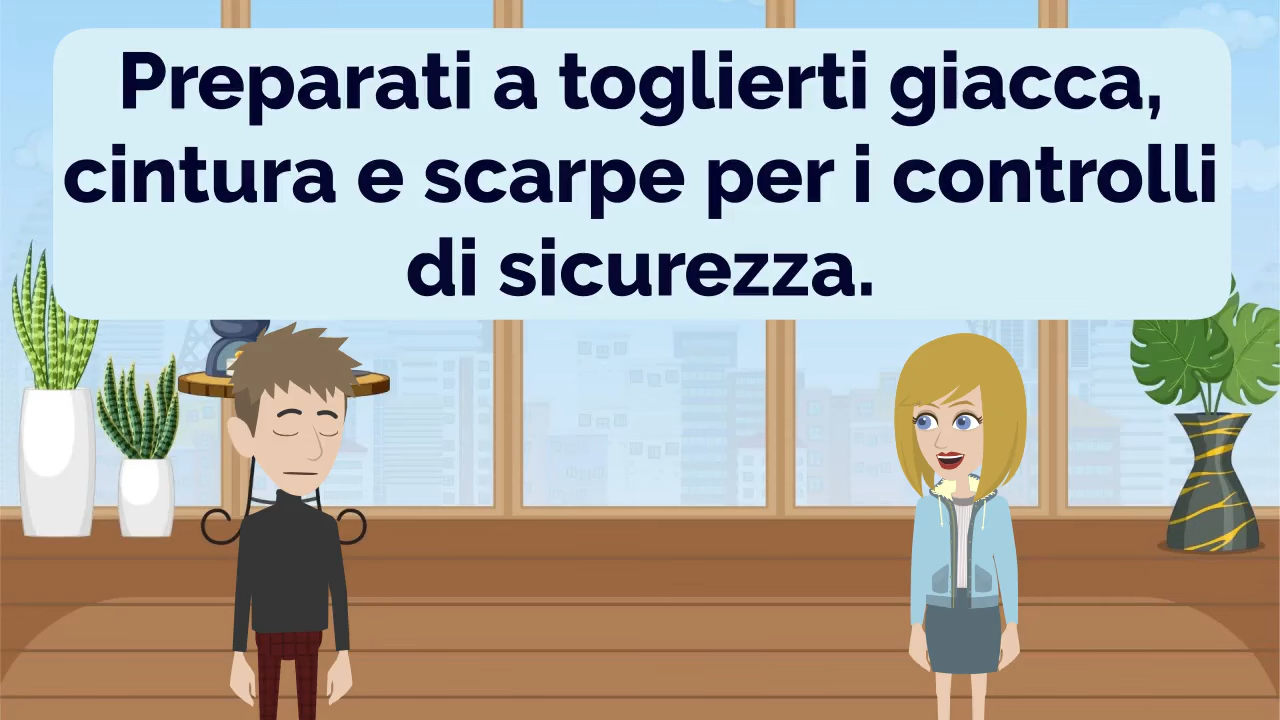 Preparati a toglierti giacca,
cintura e scarpe per i controlli
di sicurezza.